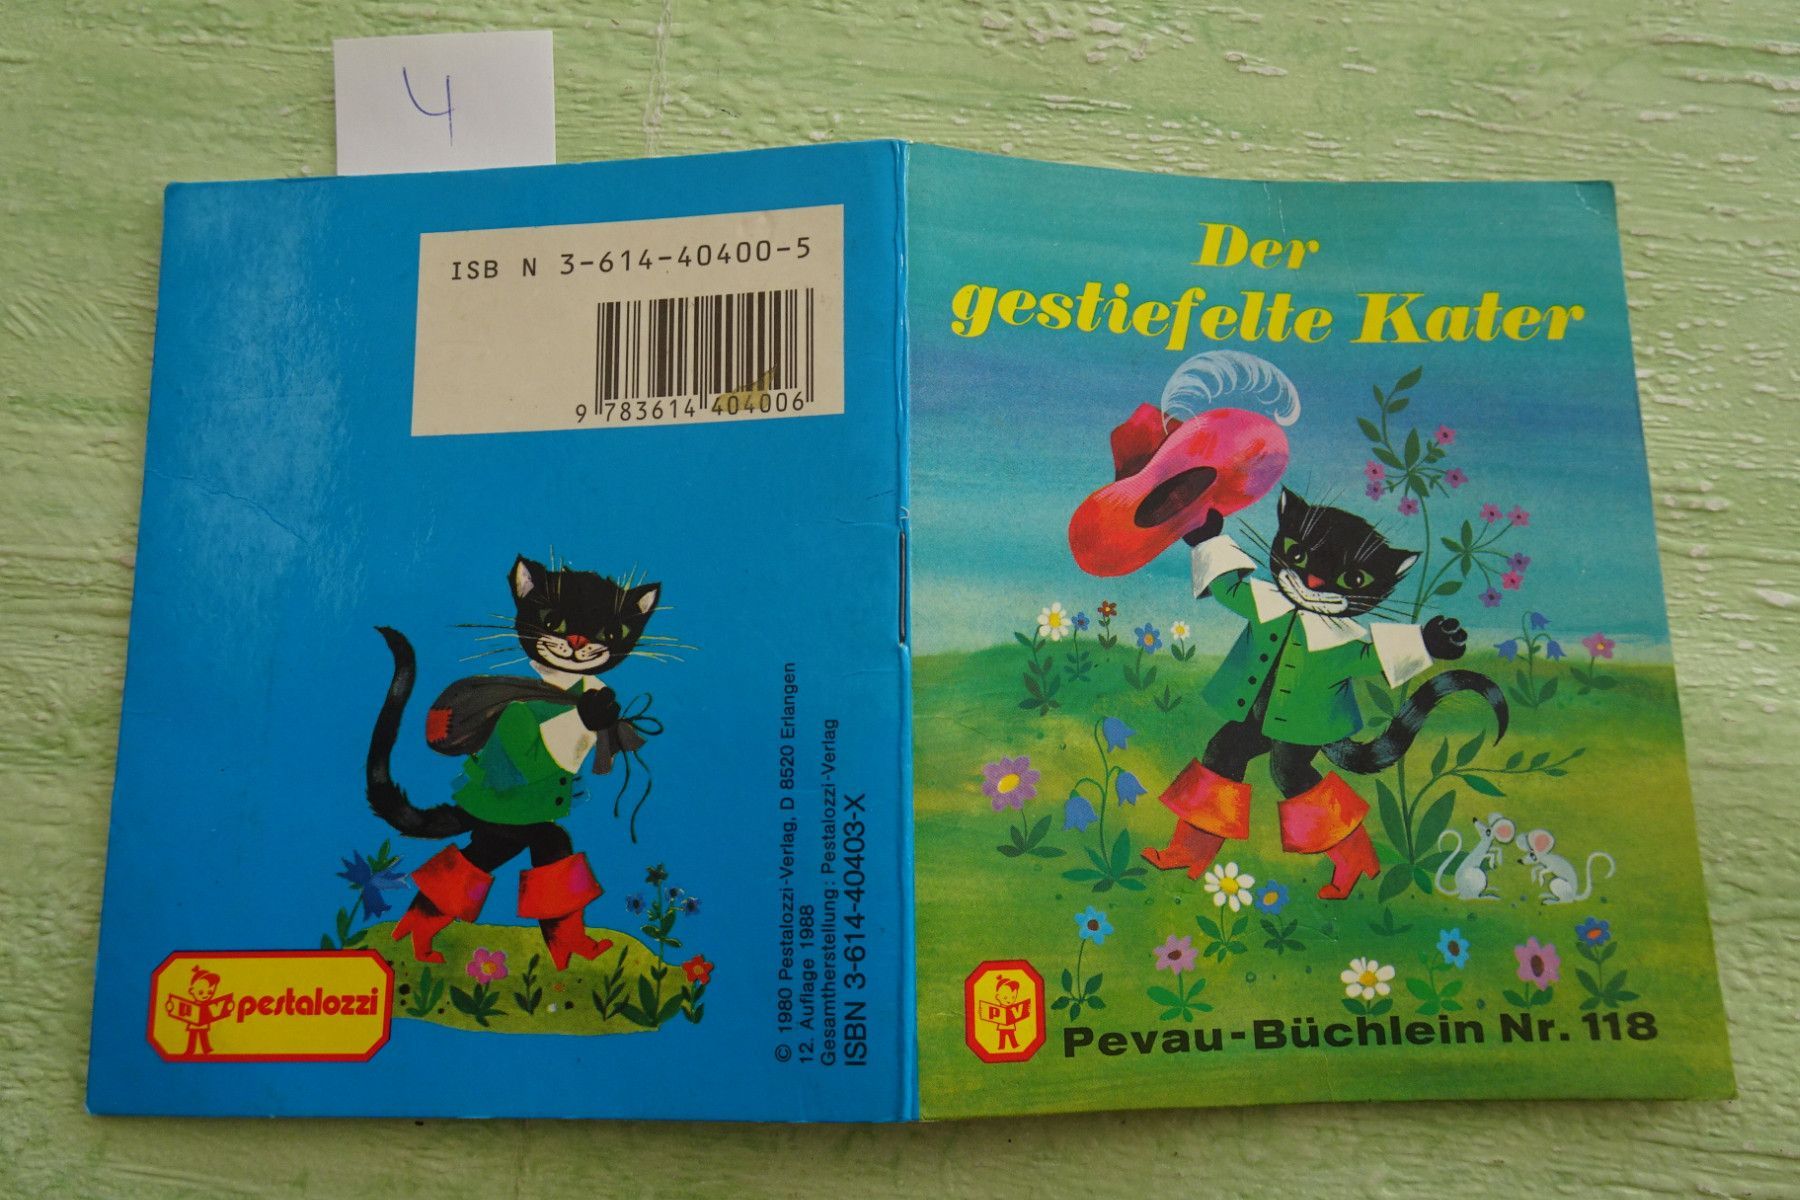 4
ISB N 3-614-40400-5
9 783614 404006
© 1980 Pestalozzi-Verlag, D 8520 Erlangen
12. Auflage 1988
Gesamtherstellung: Pestalozzi-Verlag
ISBN 3-614-40403-X
P V pestalozzi
Der
gestiefelte Kater
P V
Pevau-Büchlein Nr. 118